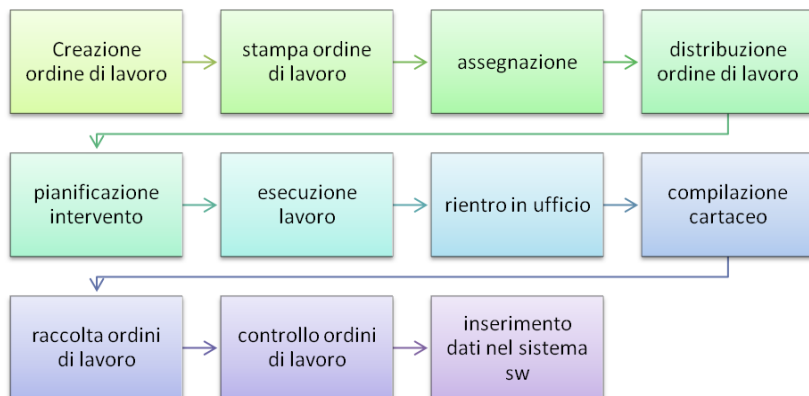 Creazione
ordine di lavoro
stampa ordine
di lavoro
assegnazione
distribuzione
ordine di lavoro
pianificazione
intervento
esecuzione
lavoro
rientro in ufficio
compilazione
cartaceo
raccolta ordini
di lavoro
controllo ordini
di lavoro
inserimento
dati nel sistema
sw